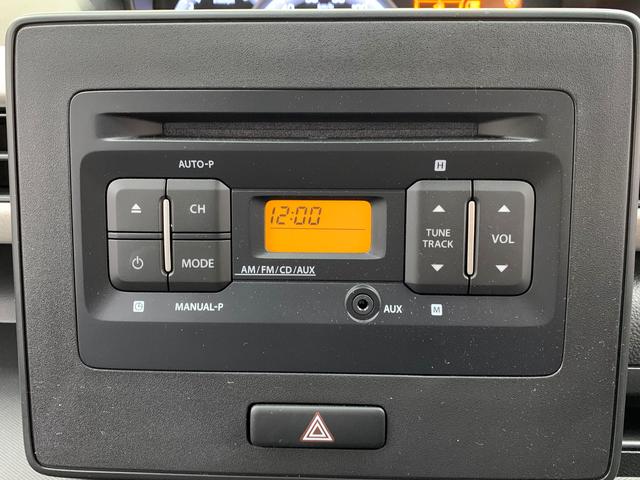 AUTO-P
H
CH
12:00
TUNE
TRACK
VOL
MODE
AM/FM/CD/AUX
C
MANUAL-P
AUX
M